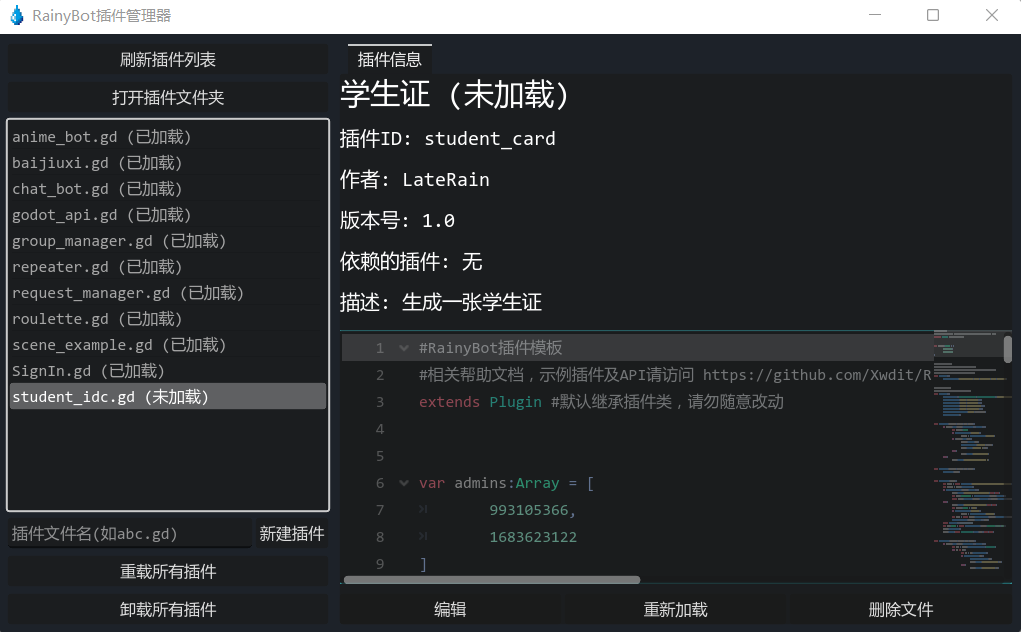 RainyBot插件管理器
刷新插件列表
打开插件文件夹
anime_bot.gd (已加载)
baijiuxi.gd (已加载)
chat_bot.gd (已加载)
godot_api.gd (已加载)
group_manager.gd (已加载)
repeater.gd (已加载)
request_manager.gd (已加载)
roulette.gd (已加载)
scene_example.gd (已加载)
SignIn.gd (已加载)
student_idc.gd (未加载)
插件文件名(如abc.gd)
新建插件
重载所有插件
卸载所有插件
插件信息
学生证 (未加载)
插件ID: student_card
作者: LateRain
版本号: 1.0
依赖的插件: 无
描述: 生成一张学生证
1 #RainyBot插件模板
2 #相关帮助文档，示例插件及API请访问 https://github.com/Xwdit/R
3 extends Plugin #默认继承插件类，请勿随意改动
4
5
6 var admins:Array = [
7 993105366,
8 1683623122
9 ]
编辑
重新加载
删除文件